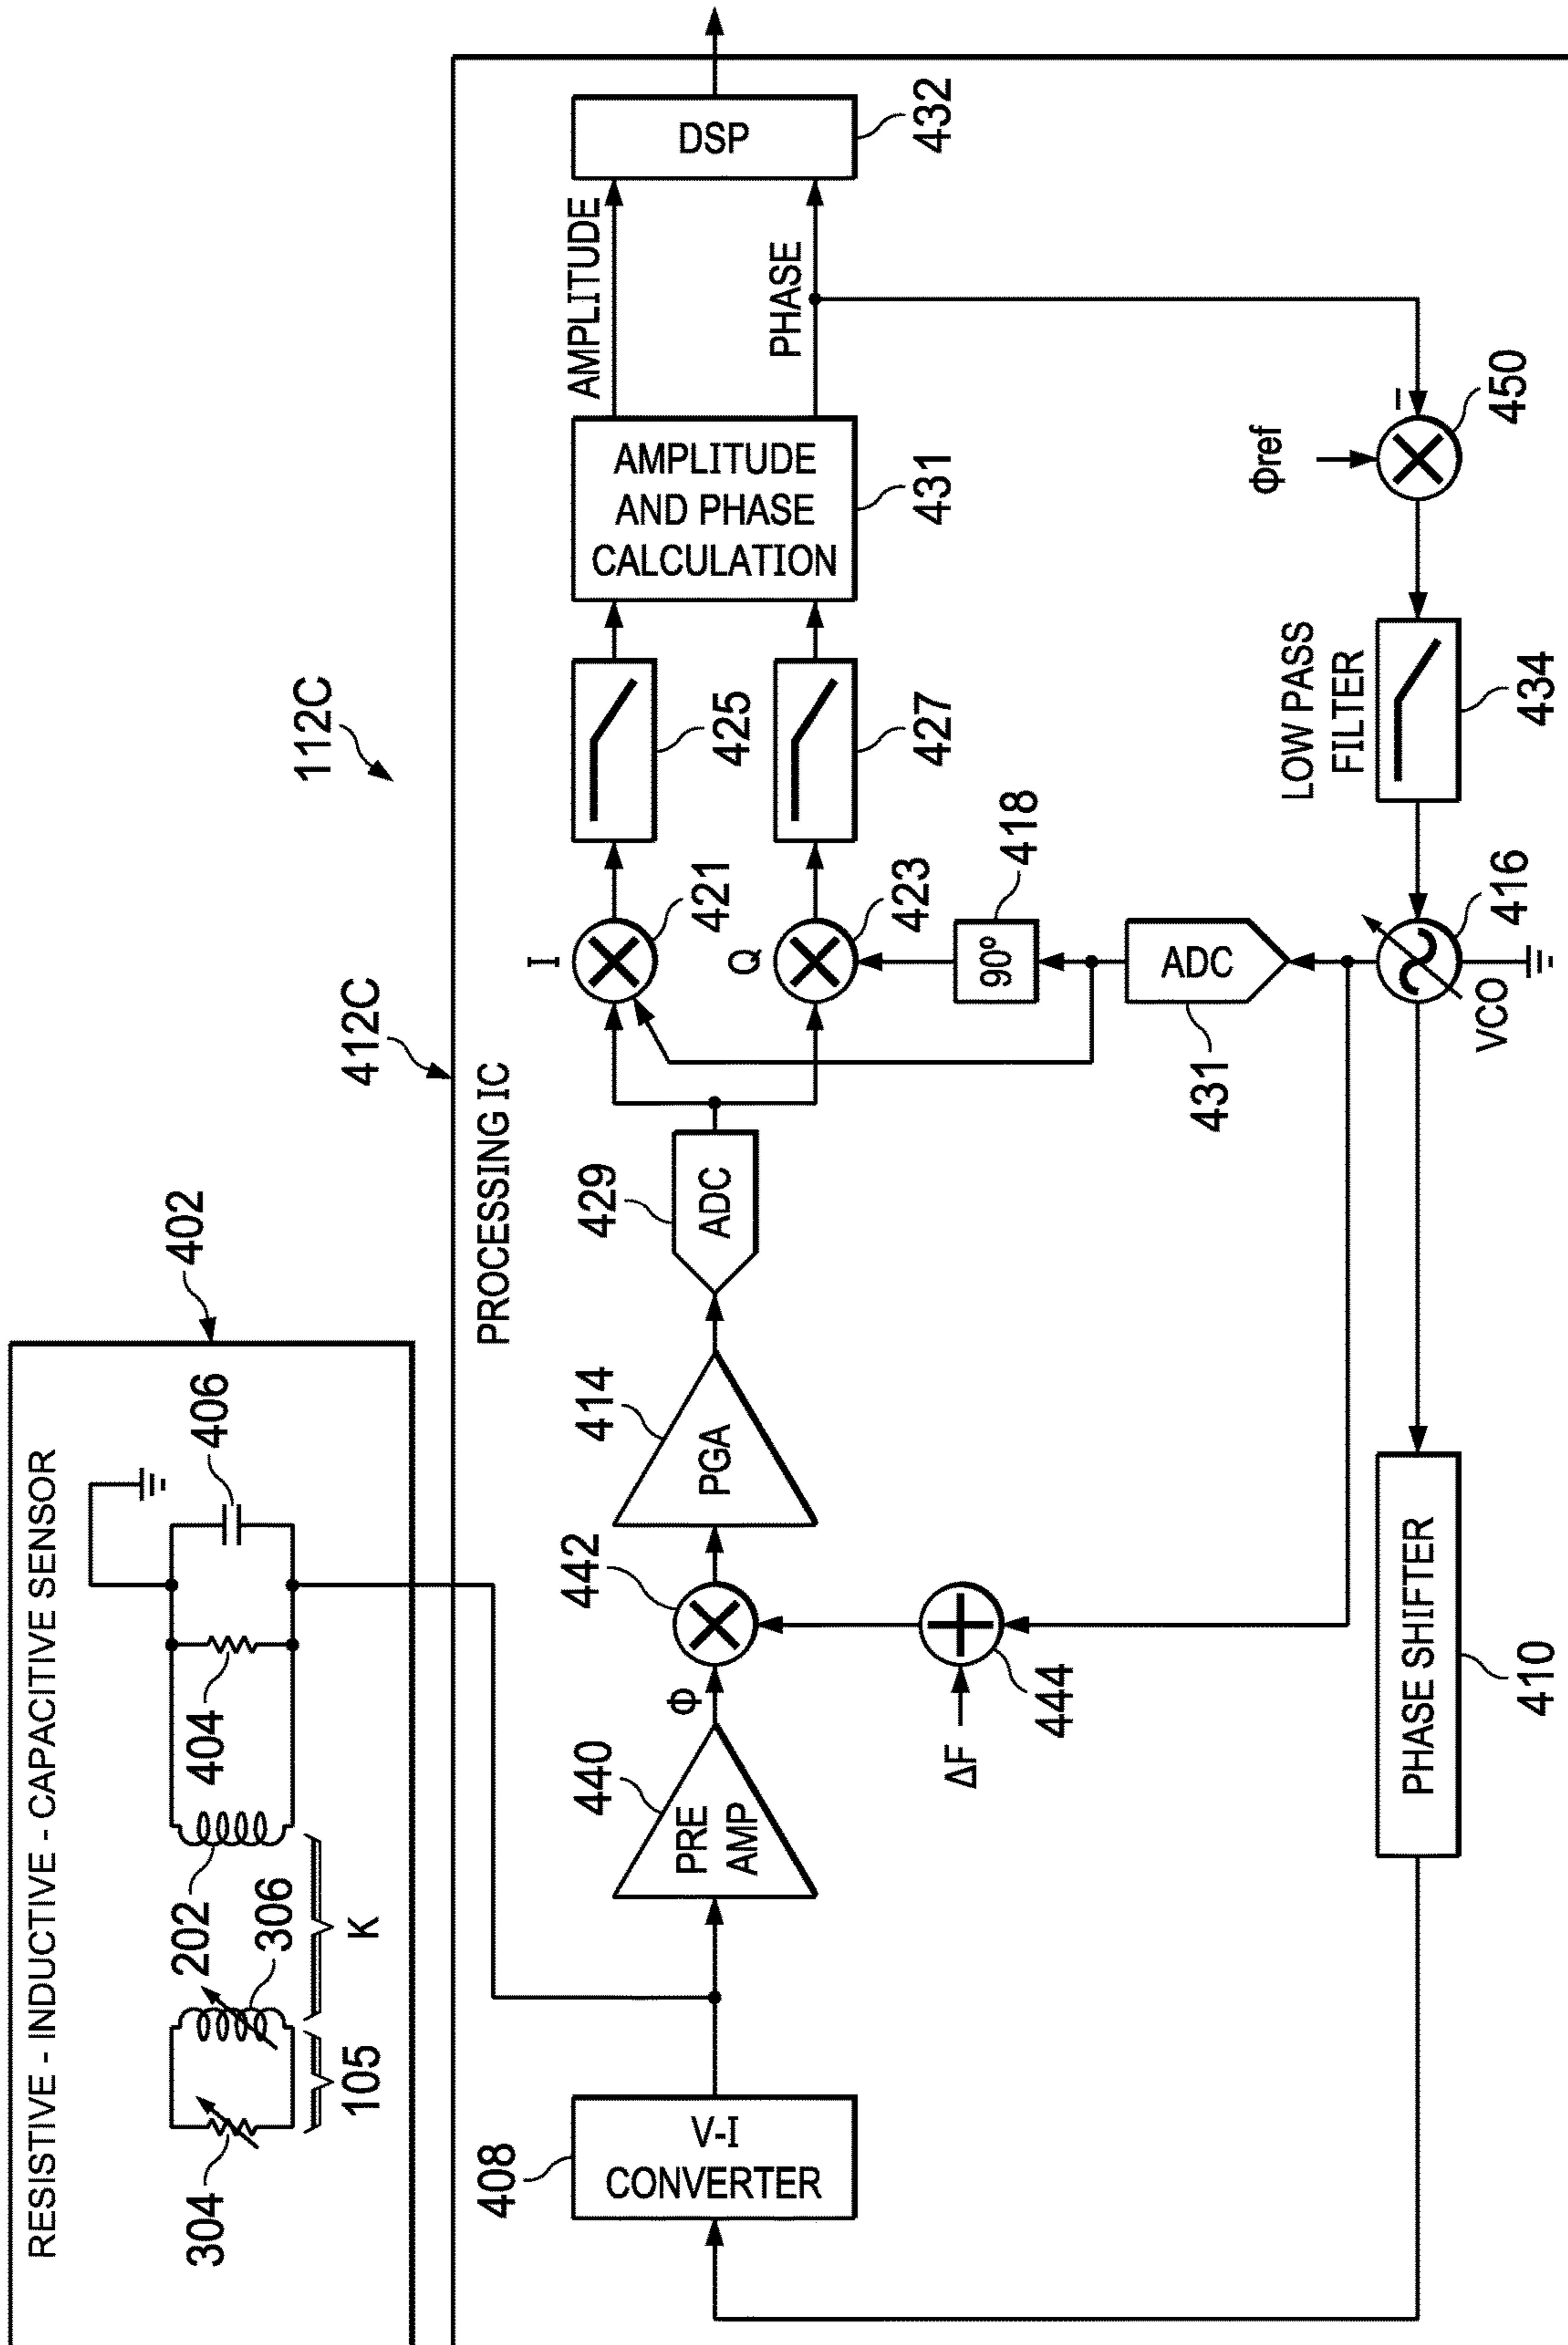 RESISTIVE - INDUCTIVE - CAPACITIVE SENSOR
402
304
105
306
202
K
404
406
112C
412C
PROCESSING IC
408
V-I
CONVERTER
440
PRE
AMP
Φ
442
414
PGA
429
ADC
I
421
Q
423
425
427
AMPLITUDE
AND PHASE
CALCULATION
431
AMPLITUDE
PHASE
DSP
432
ΔF
444
90°
418
ADC
431
PHASE SHIFTER
410
VCO
416
LOW PASS
FILTER
434
Φref
–
450